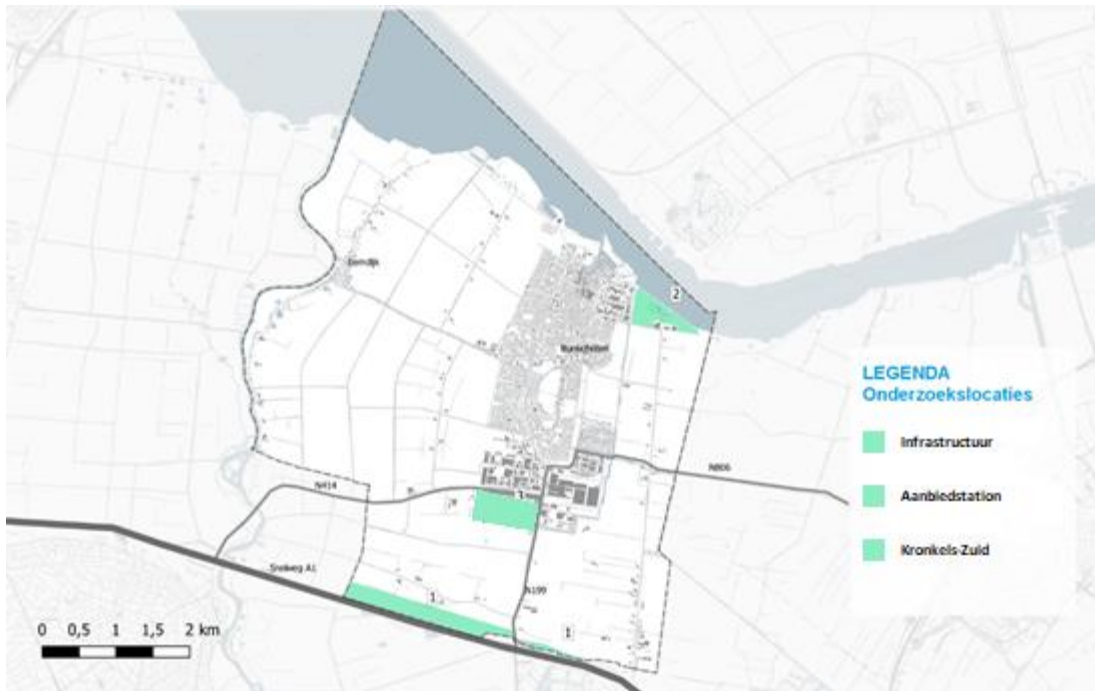 2
Eemdijk
Bunschoten
LEGENDA
Onderzoekslocaties
Infrastructuur
Aanbiedstation
Kronkels-Zuid
N806
N414
3
Snelweg A1
N199
1
1
0 0,5 1 1,5 2 km